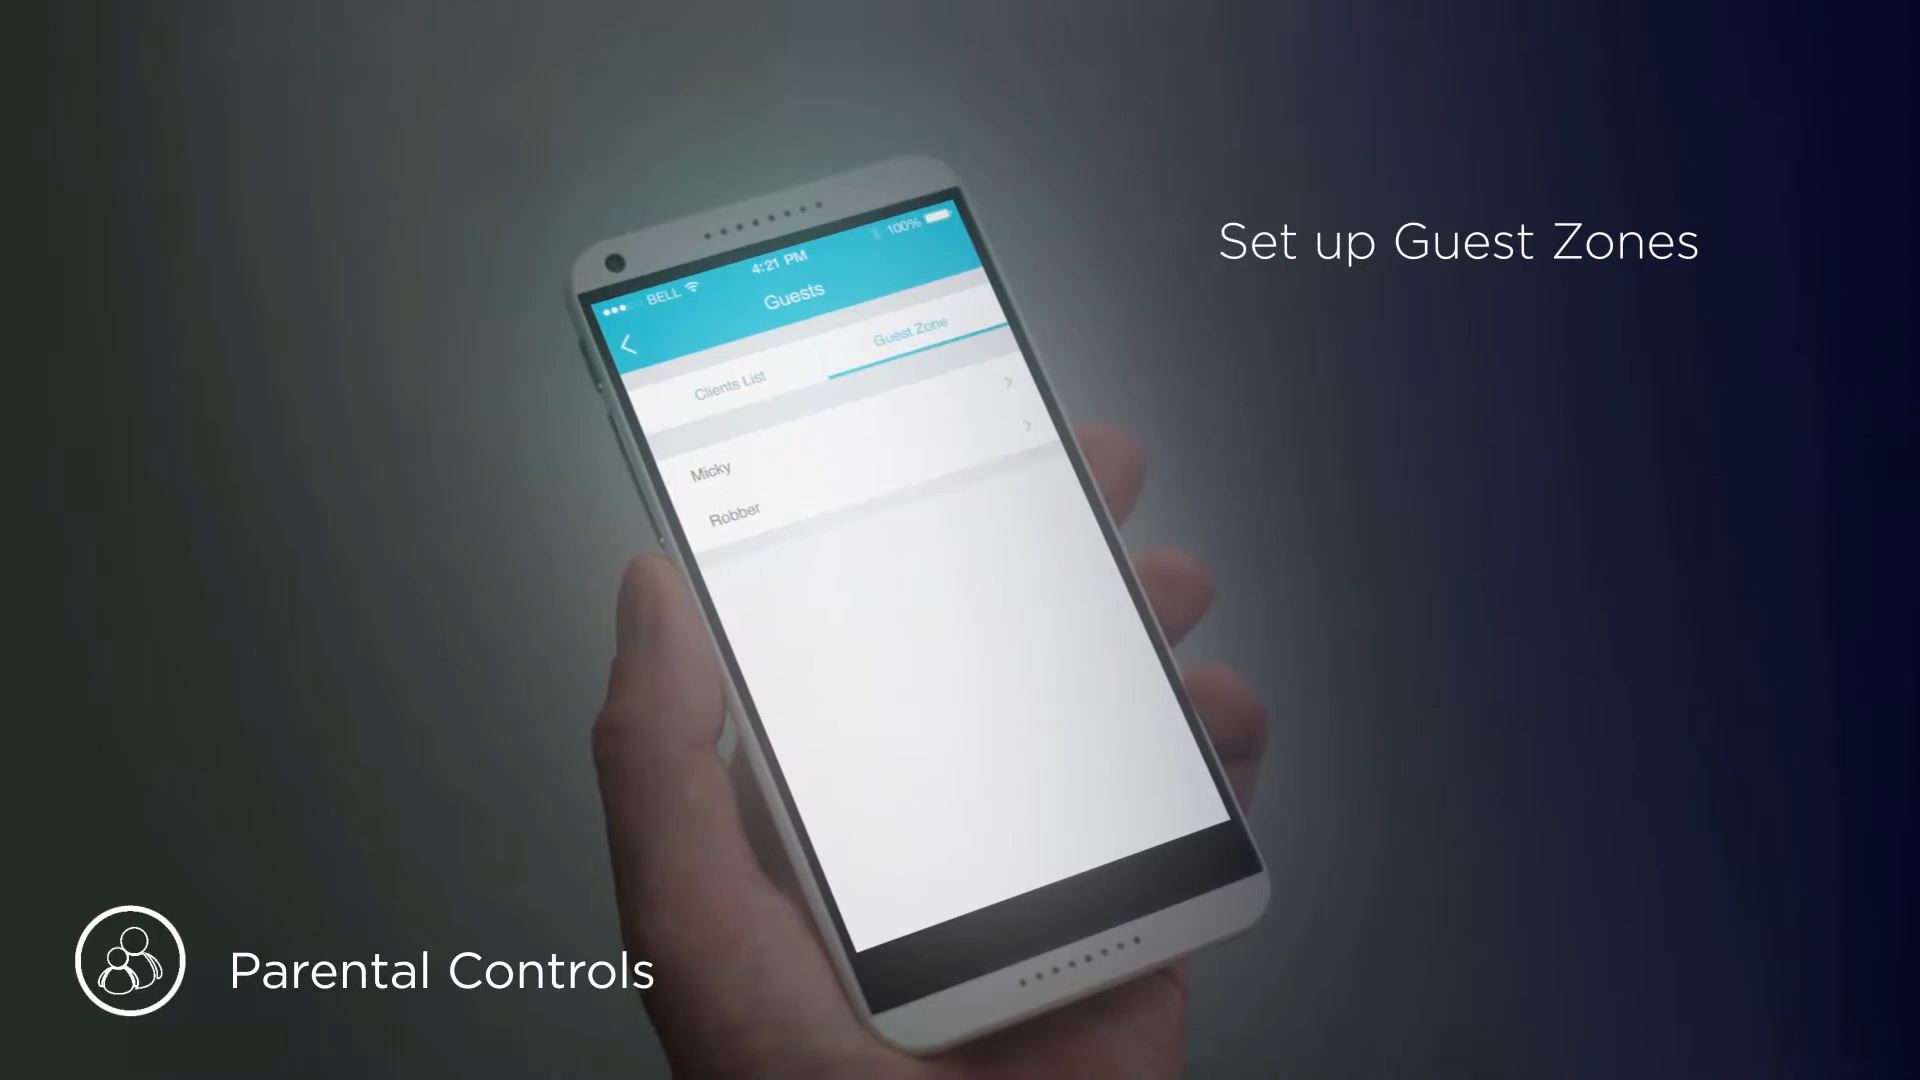 Set up Guest Zones
BELL 4:21 PM 100%
Guests
Clients List Guest Zone
Micky
Robber
Parental Controls